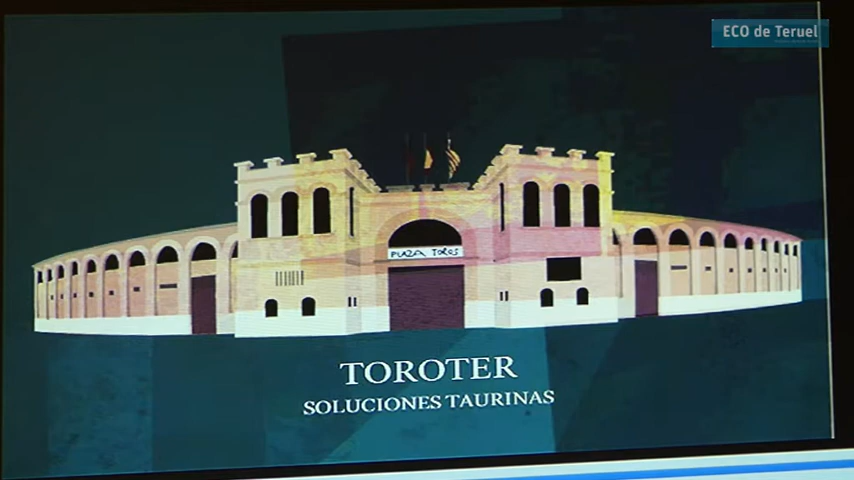 ECO de Teruel
PLAZA TOROS
TOROTER
SOLUCIONES TAURINAS